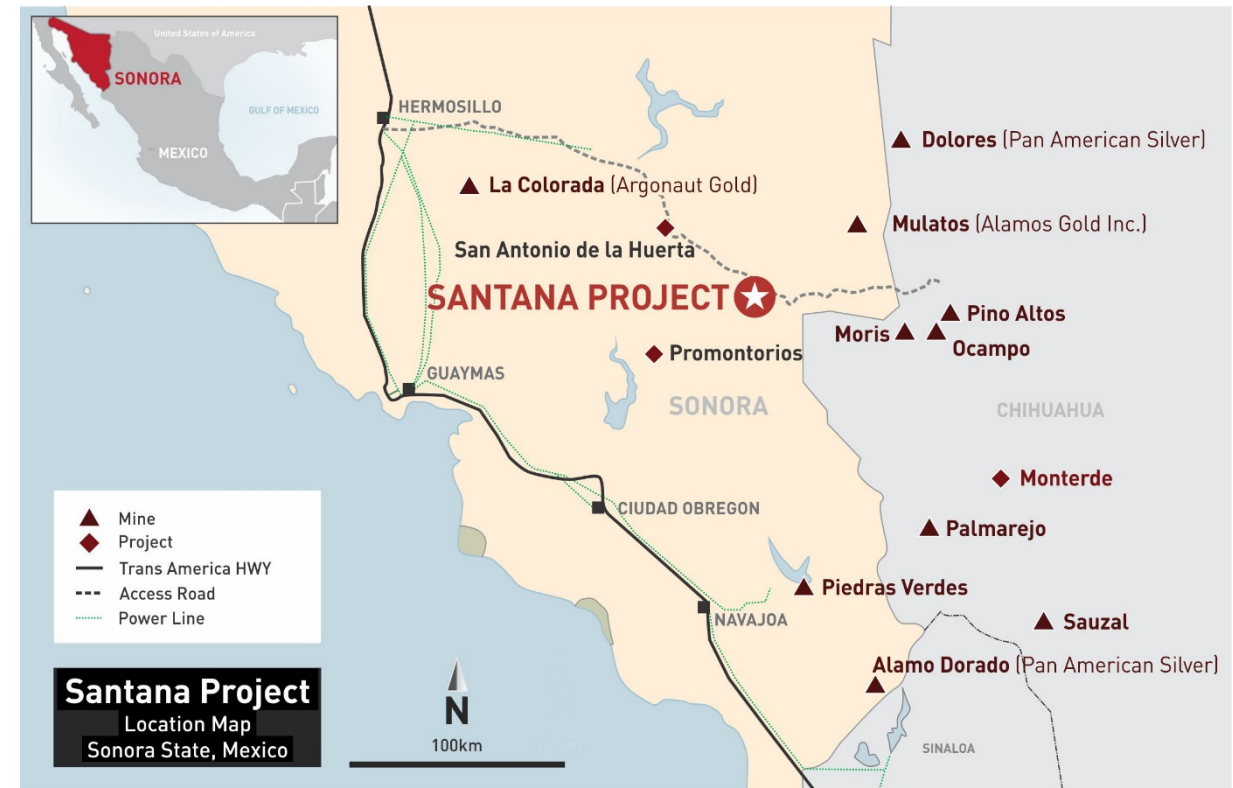 United States of America
SONORA
GULF OF MEXICO
MEXICO
HERMOSILLO
Dolores (Pan American Silver)
La Colorada (Argonaut Gold)
Mulatos (Alamos Gold Inc.)
San Antonio de la Huerta
SANTANA PROJECT
Pino Altos
Moris
Ocampo
Promontorios
GUAYMAS
SONORA
CHIHUAHUA
Monterde
CIUDAD OBREGON
Palmarejo
Mine
Project
Trans America HWY
Access Road
Power Line
Piedras Verdes
NAVAJOA
Sauzal
Alamo Dorado (Pan American Silver)
Santana Project
Location Map
Sonora State, Mexico
N
100km
SINALOA